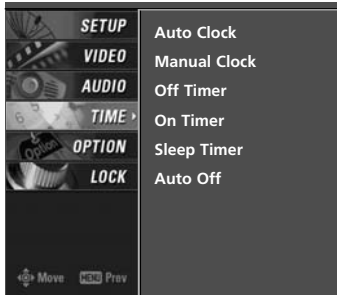 SETUP
VIDEO
AUDIO
TIME
OPTION
LOCK
Move MENU Prev
Auto Clock
Manual Clock
Off Timer
On Timer
Sleep Timer
Auto Off